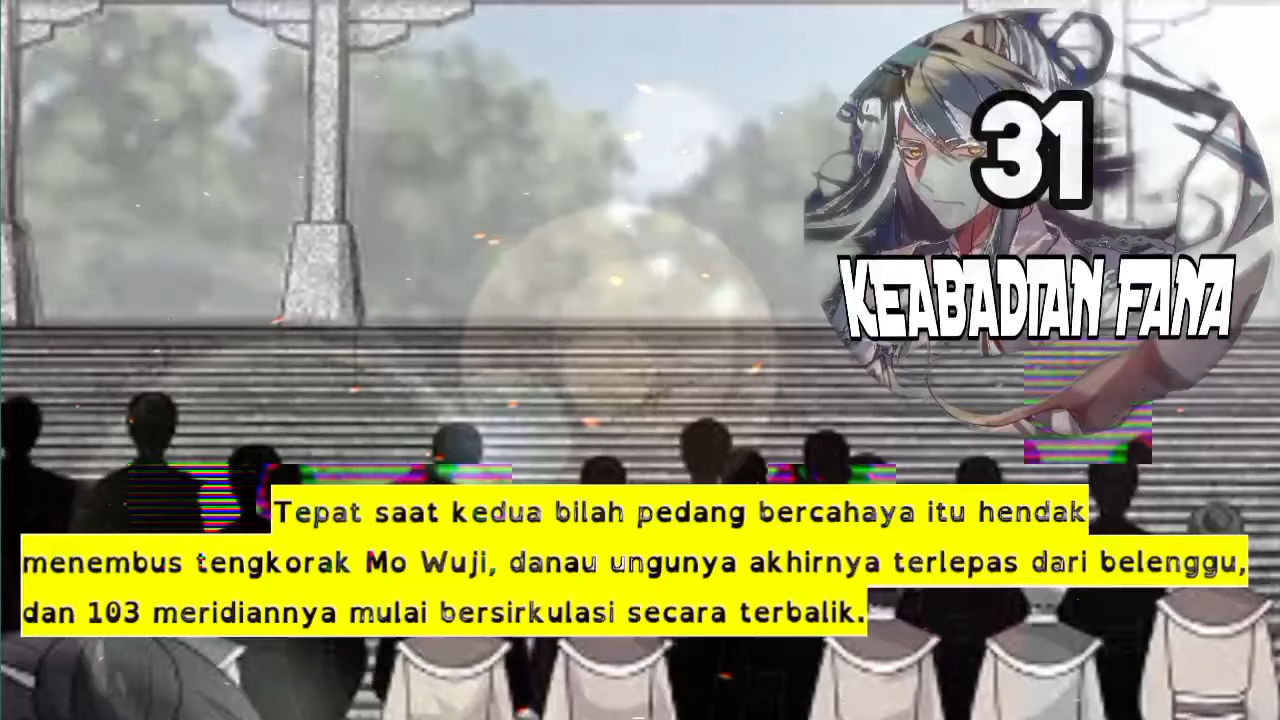 31
KEABADIAN FANA
Tepat saat kedua bilah pedang bercahaya itu hendak
menembus tengkorak Mo Wuji, danau ungunya akhirnya terlepas dari belenggu,
dan 103 meridiannya mulai bersirkulasi secara terbalik.